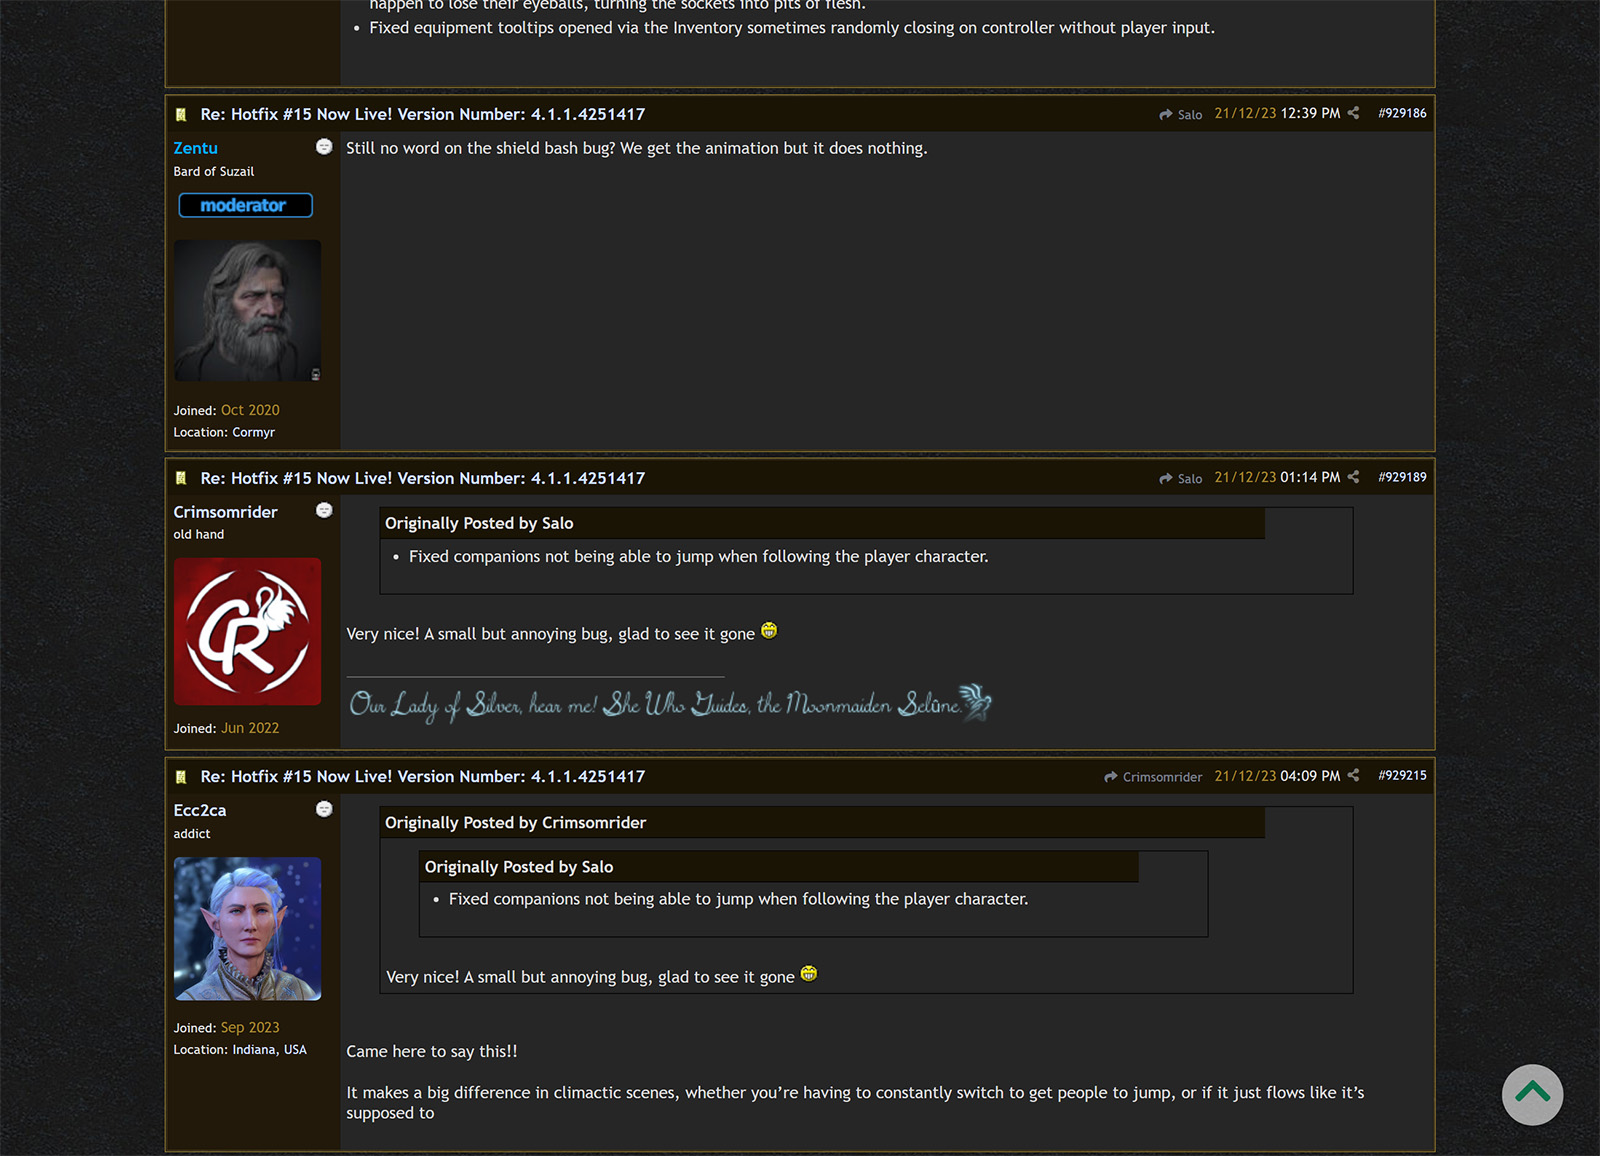 happen to lose their eyeballs, turning the sockets into pits of flesh.
• Fixed equipment tooltips opened via the Inventory sometimes randomly closing on controller without player input.
Re: Hotfix #15 Now Live! Version Number: 4.1.1.4251417
Salo 21/12/23 12:39 PM #929186
Zentu
Bard of Suzail
moderator
Joined: Oct 2020
Location: Cormyr
Still no word on the shield bash bug? We get the animation but it does nothing.
Re: Hotfix #15 Now Live! Version Number: 4.1.1.4251417
Salo 21/12/23 01:14 PM #929189
Crimsomrider
old hand
CR
Joined: Jun 2022
Originally Posted by Salo
• Fixed companions not being able to jump when following the player character.
Very nice! A small but annoying bug, glad to see it gone
Our Lady of Silver, hear me! She Who Guides, the Moonmaiden Selûne.
Re: Hotfix #15 Now Live! Version Number: 4.1.1.4251417
Crimsomrider 21/12/23 04:09 PM #929215
Ecc2ca
addict
Joined: Sep 2023
Location: Indiana, USA
Originally Posted by Crimsomrider
Originally Posted by Salo
• Fixed companions not being able to jump when following the player character.
Very nice! A small but annoying bug, glad to see it gone
Came here to say this!!
It makes a big difference in climactic scenes, whether you’re having to constantly switch to get people to jump, or if it just flows like it’s
supposed to